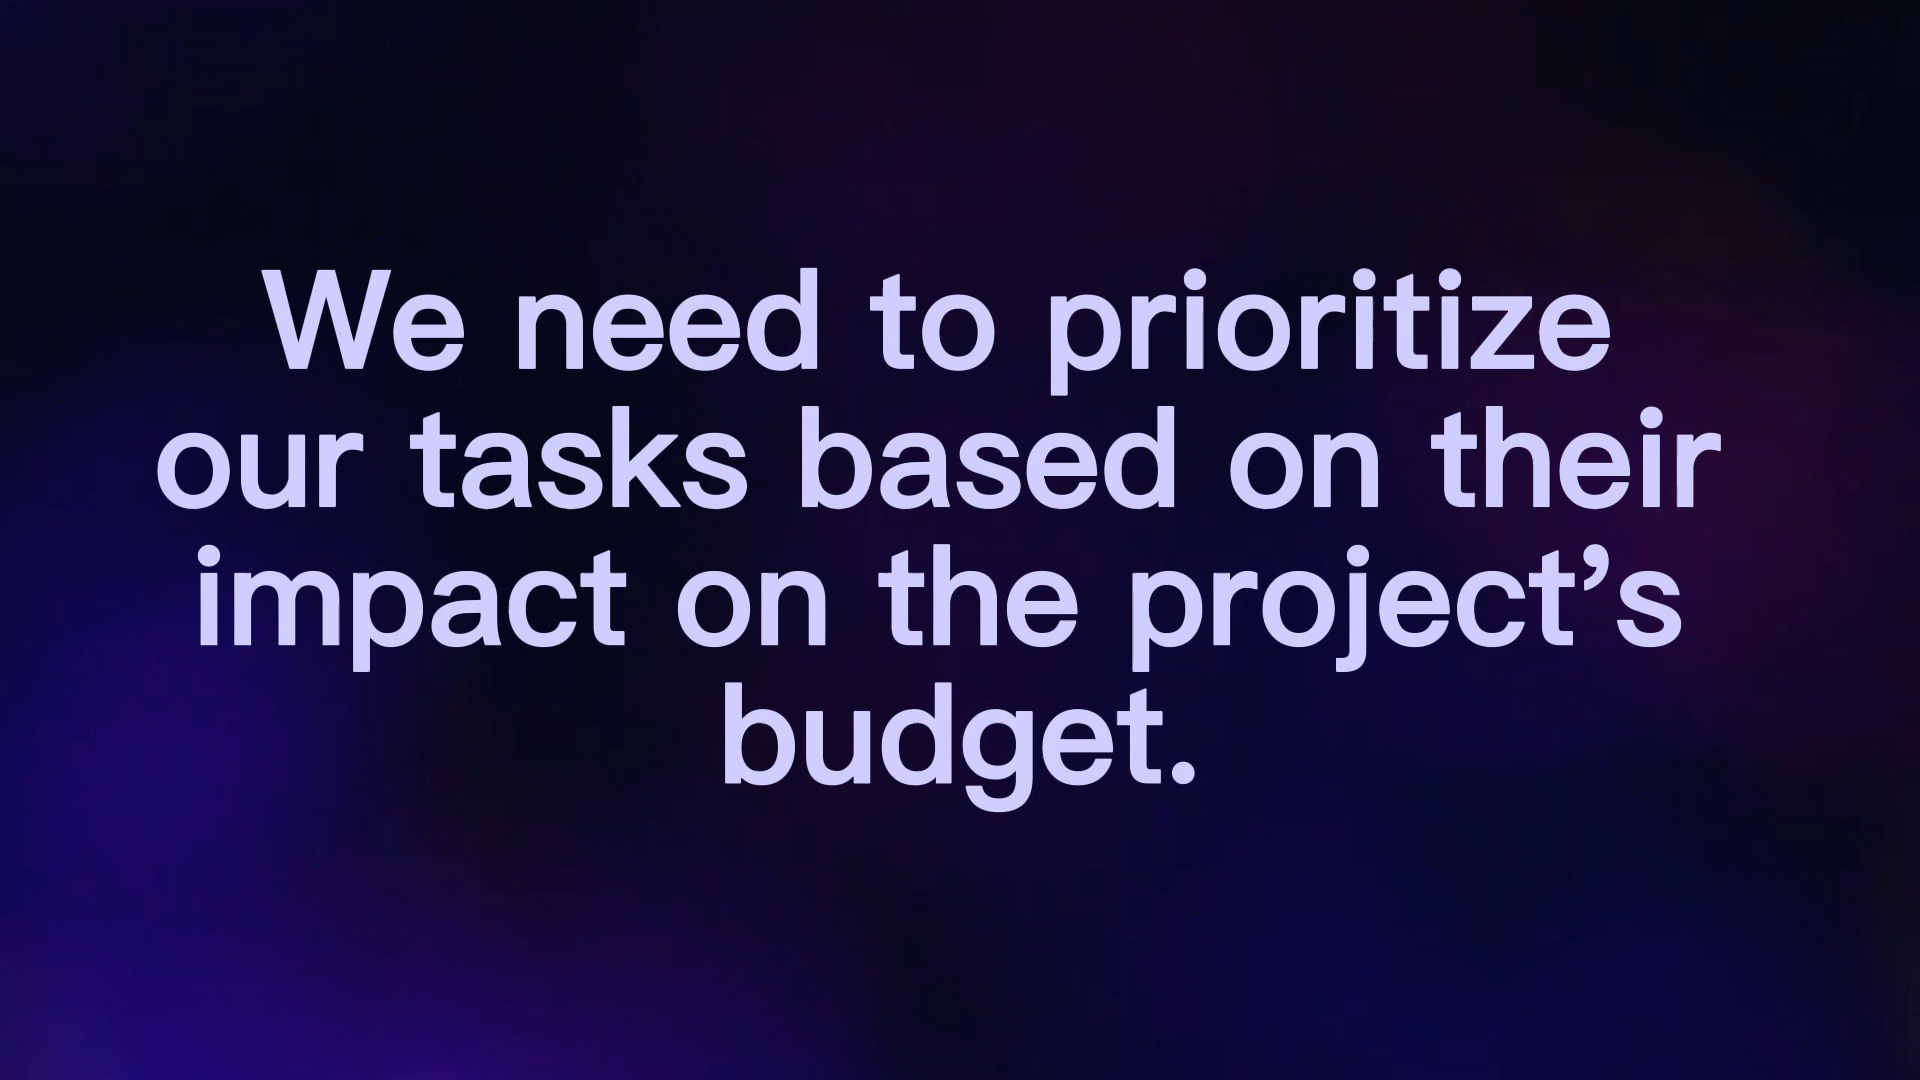 We need to prioritize
our tasks based on their
impact on the project’s
budget.